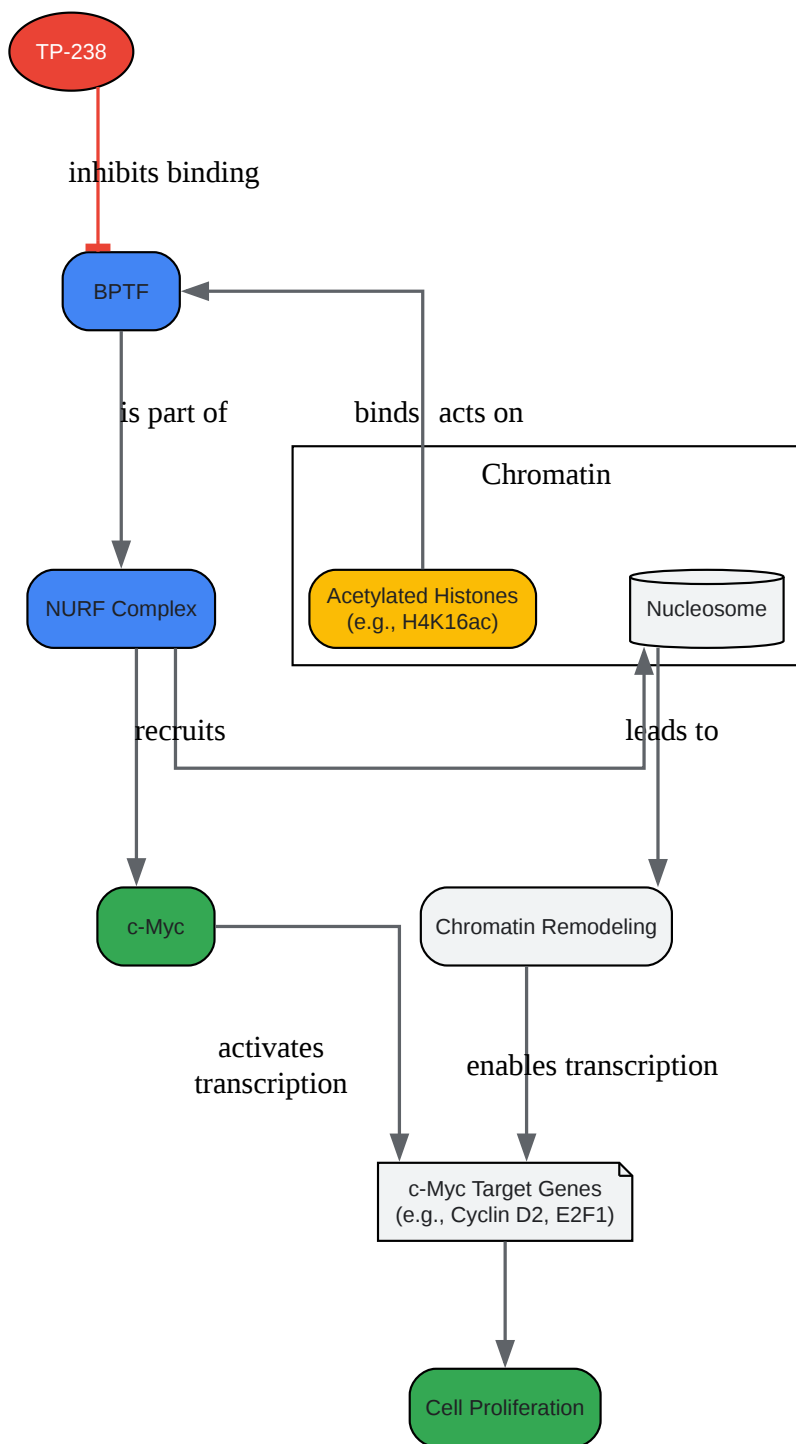 TP-238
inhibits binding
BPTF
is part of
binds
acts on
Chromatin
NURF Complex
Acetylated Histones
(e.g., H4K16ac)
Nucleosome
recruits
leads to
c-Myc
Chromatin Remodeling
activates
transcription
enables transcription
c-Myc Target Genes
(e.g., Cyclin D2, E2F1)
Cell Proliferation